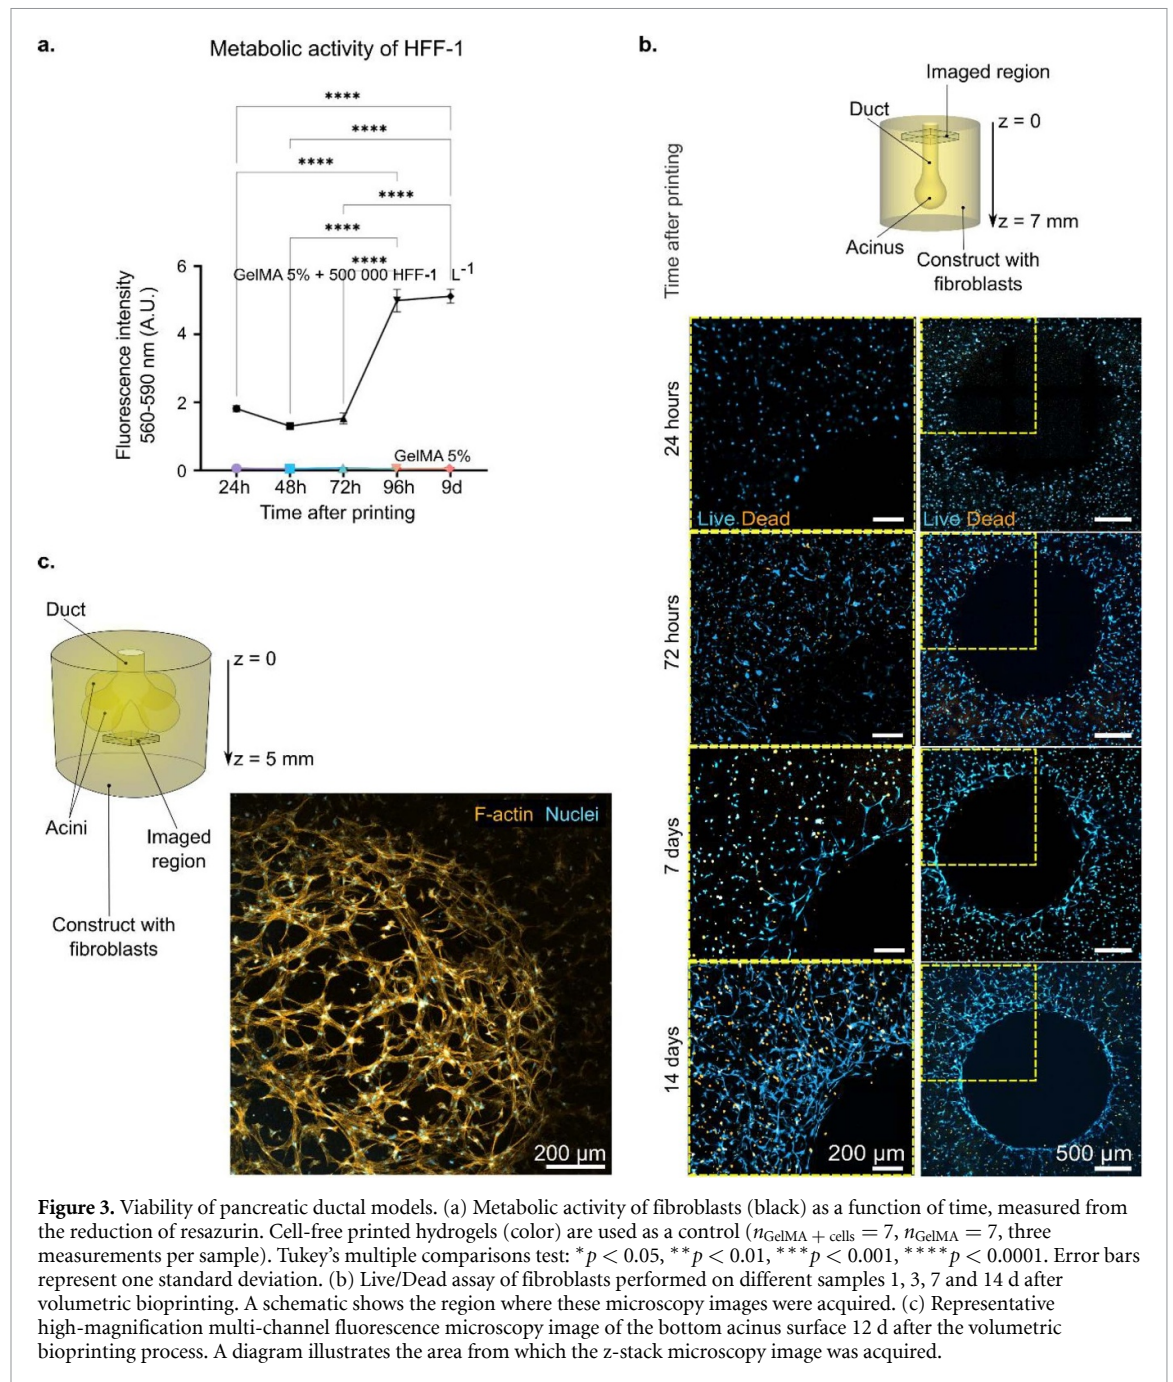 a.
Metabolic activity of HFF-1
****
****
****
****
****
****
GelMA 5% + 500 000 HFF-1 L-1
6
4
2
0
Fluorescence intensity
560-590 nm (A.U.)
GelMA 5%
24h 48h 72h 96h 9d
Time after printing
b.
Imaged region
Duct
z = 0
z = 7 mm
Acinus
Construct with
fibroblasts
Time after printing
24 hours
Live Dead
Live Dead
72 hours
7 days
14 days
200 µm
500 µm
c.
Duct
z = 0
z = 5 mm
Acini
Imaged
region
Construct with
fibroblasts
F-actin Nuclei
200 µm
Figure 3. Viability of pancreatic ductal models. (a) Metabolic activity of fibroblasts (black) as a function of time, measured from
the reduction of resazurin. Cell-free printed hydrogels (color) are used as a control (nGelMA + cells = 7, nGelMA = 7, three
measurements per sample). Tukey's multiple comparisons test: *p < 0.05, **p < 0.01, ***p < 0.001, ****p < 0.0001. Error bars
represent one standard deviation. (b) Live/Dead assay of fibroblasts performed on different samples 1, 3, 7 and 14 d after
volumetric bioprinting. A schematic shows the region where these microscopy images were acquired. (c) Representative
high-magnification multi-channel fluorescence microscopy image of the bottom acinus surface 12 d after the volumetric
bioprinting process. A diagram illustrates the area from which the z-stack microscopy image was acquired.